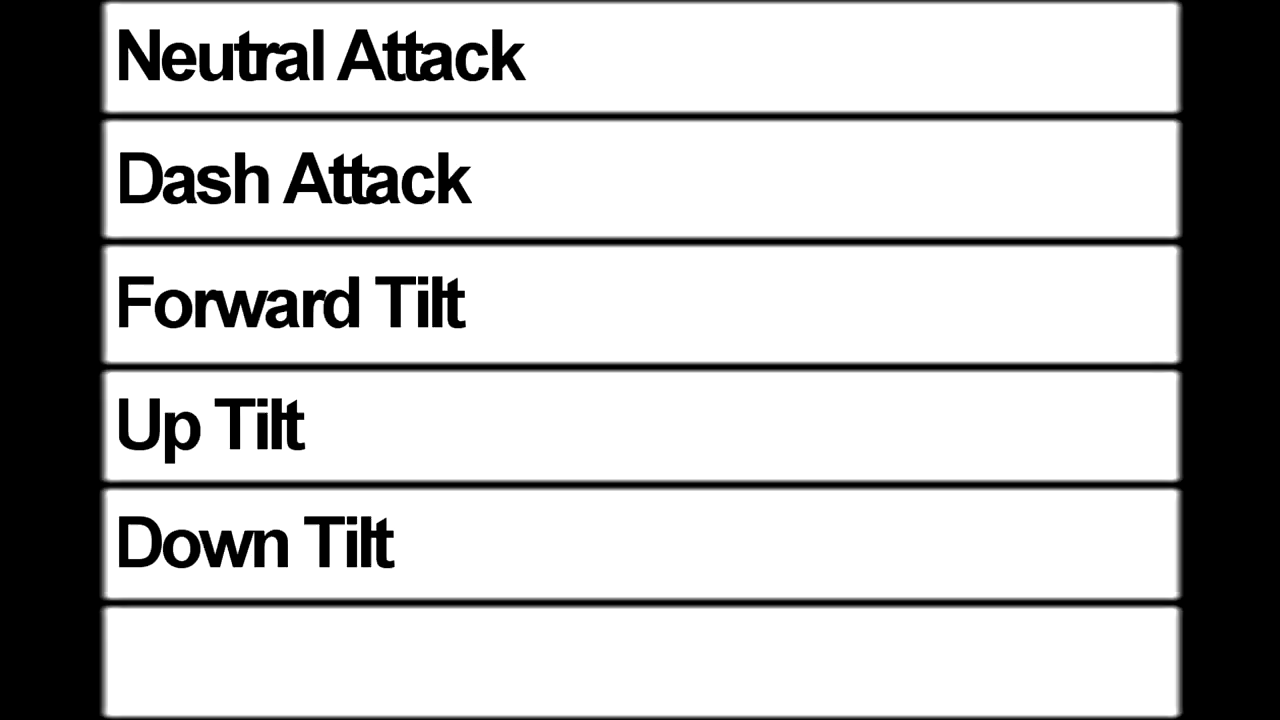 Neutral Attack
Dash Attack
Forward Tilt
Up Tilt
Down Tilt